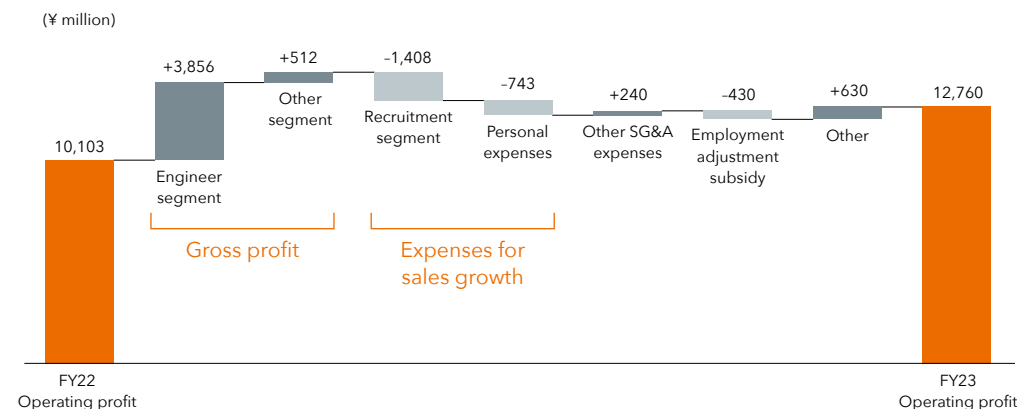 (¥ million)
10,103
+3,856
Engineer
segment
+512
Other
segment
–1,408
Recruitment
segment
–743
Personal
expenses
+240
Other SG&A
expenses
–430
Employment
adjustment
subsidy
+630
Other
12,760
Gross profit
Expenses for
sales growth
FY22
Operating profit
FY23
Operating profit